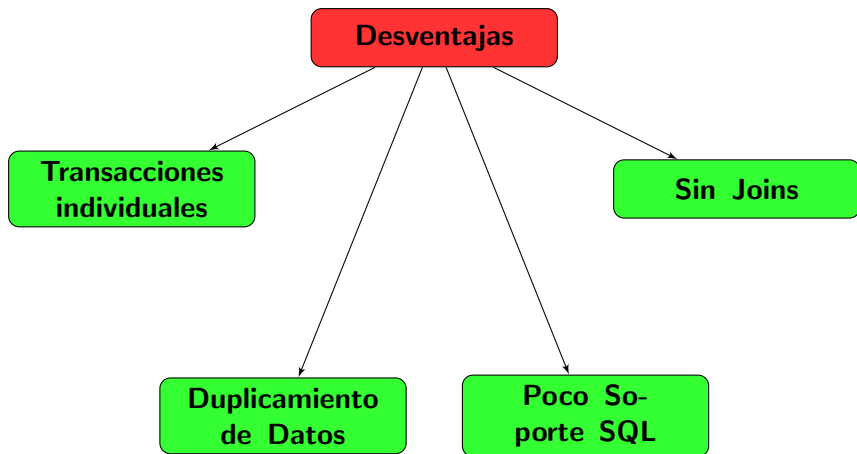 Desventajas
Transacciones
individuales
Sin Joins
Duplicamiento
de Datos
Poco So-
porte SQL